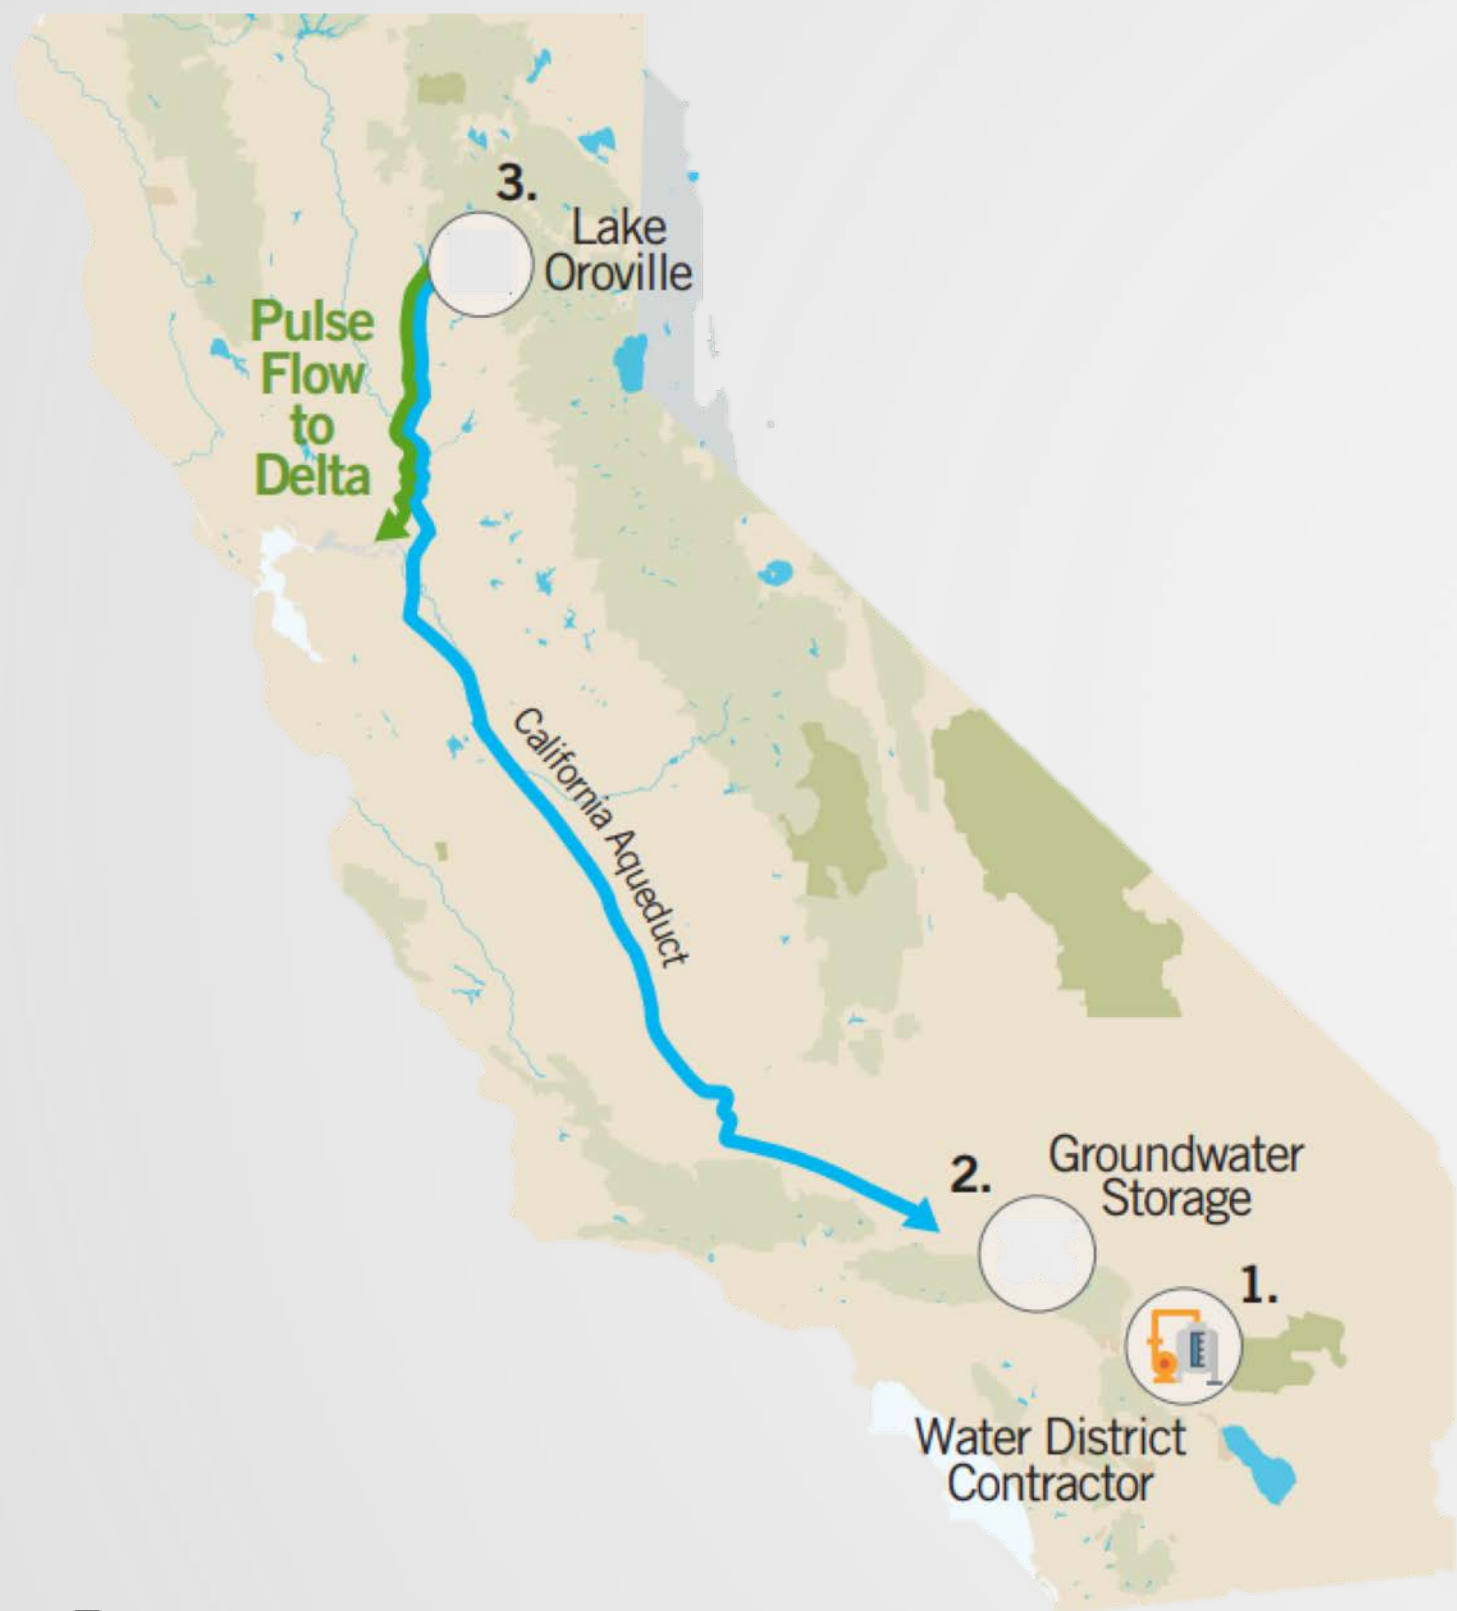 3.
Lake
Oroville
Pulse
Flow
to
Delta
California Aqueduct
2.
Groundwater
Storage
1.
Water District
Contractor